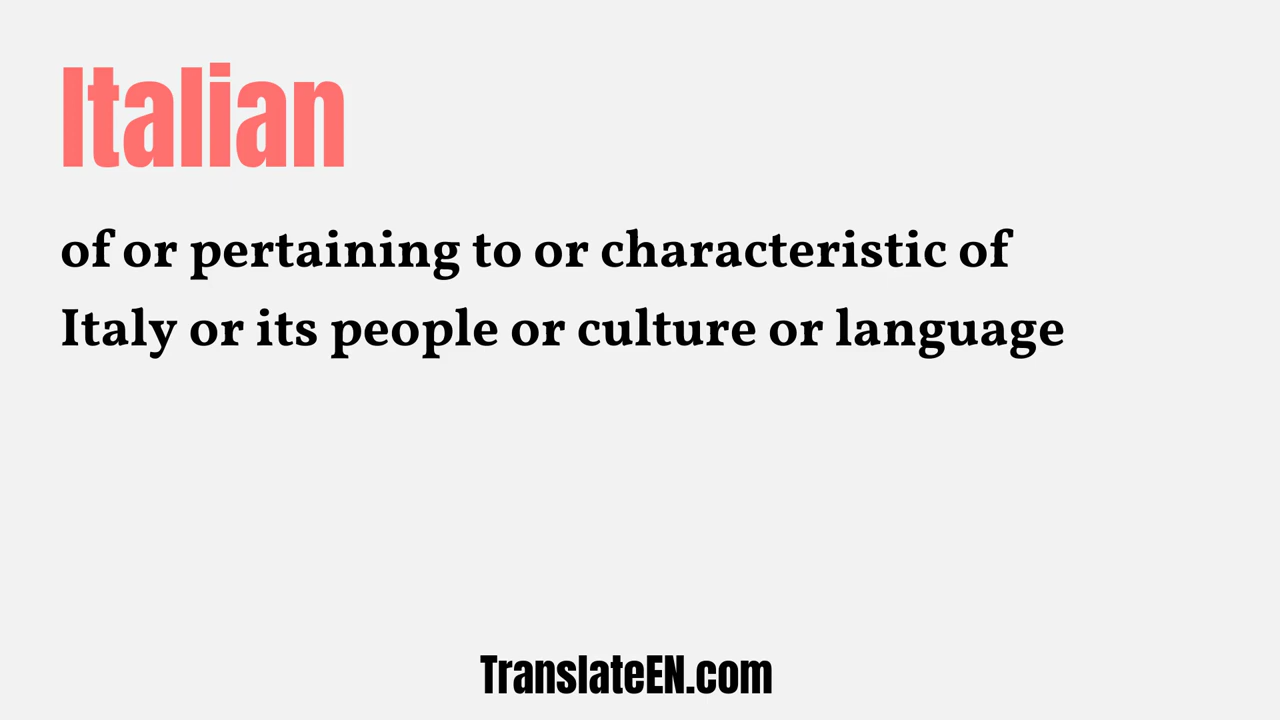 Italian
of or pertaining to or characteristic of
Italy or its people or culture or language
TranslateEN.com